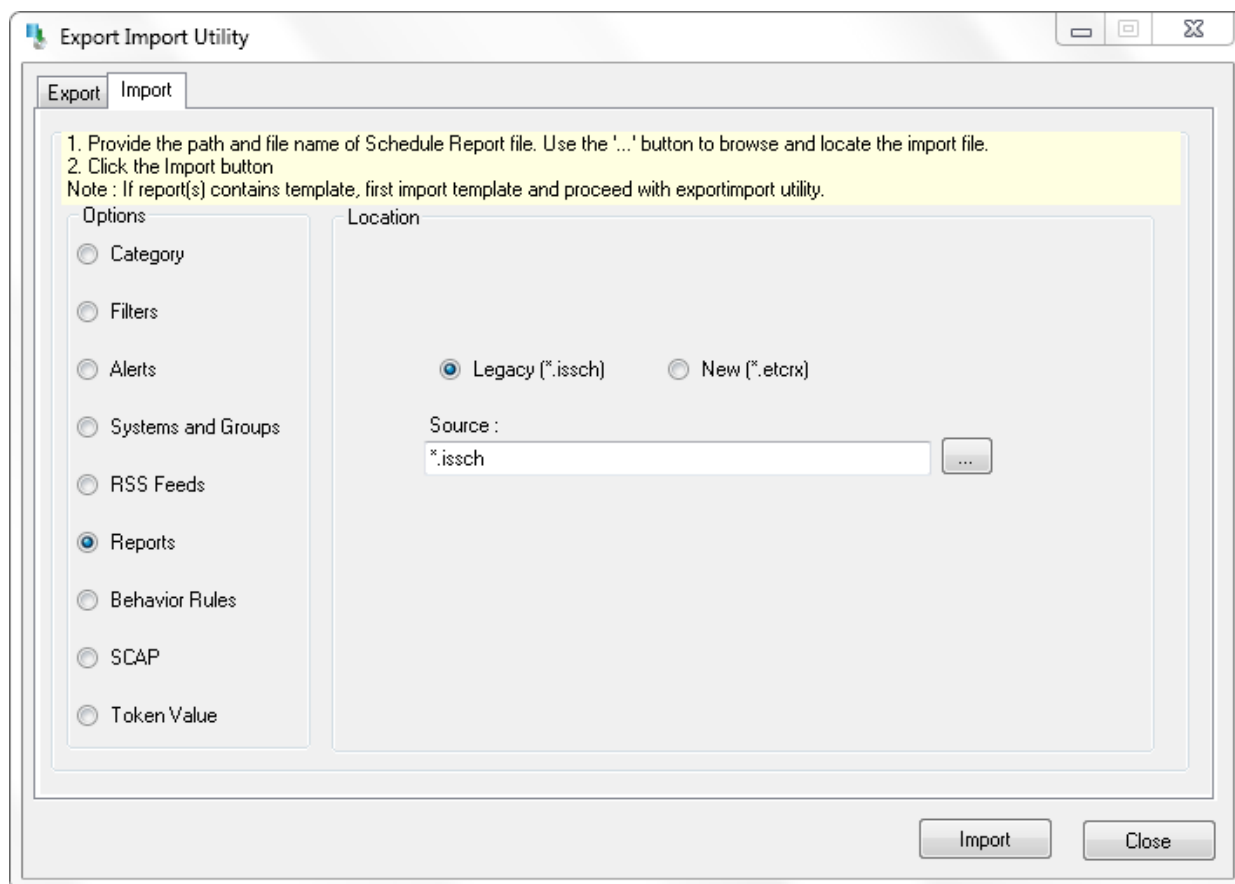 Export Import Utility
Export Import
1. Provide the path and file name of Schedule Report file. Use the '...' button to browse and locate the import file.
2. Click the Import button
Note : If report(s) contains template, first import template and proceed with exportimport utility.
Options
Category
Filters
Alerts
Systems and Groups
RSS Feeds
Reports
Behavior Rules
SCAP
Token Value
Location
Legacy (*.issch) New (*.etcrx)
Source :
*.issch ...
Import Close